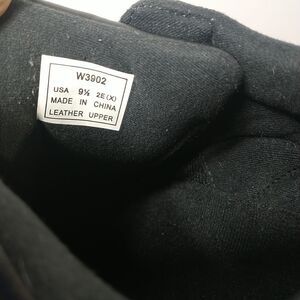 W3902
USA 9½ 2E(X)
MADE IN CHINA
LEATHER UPPER